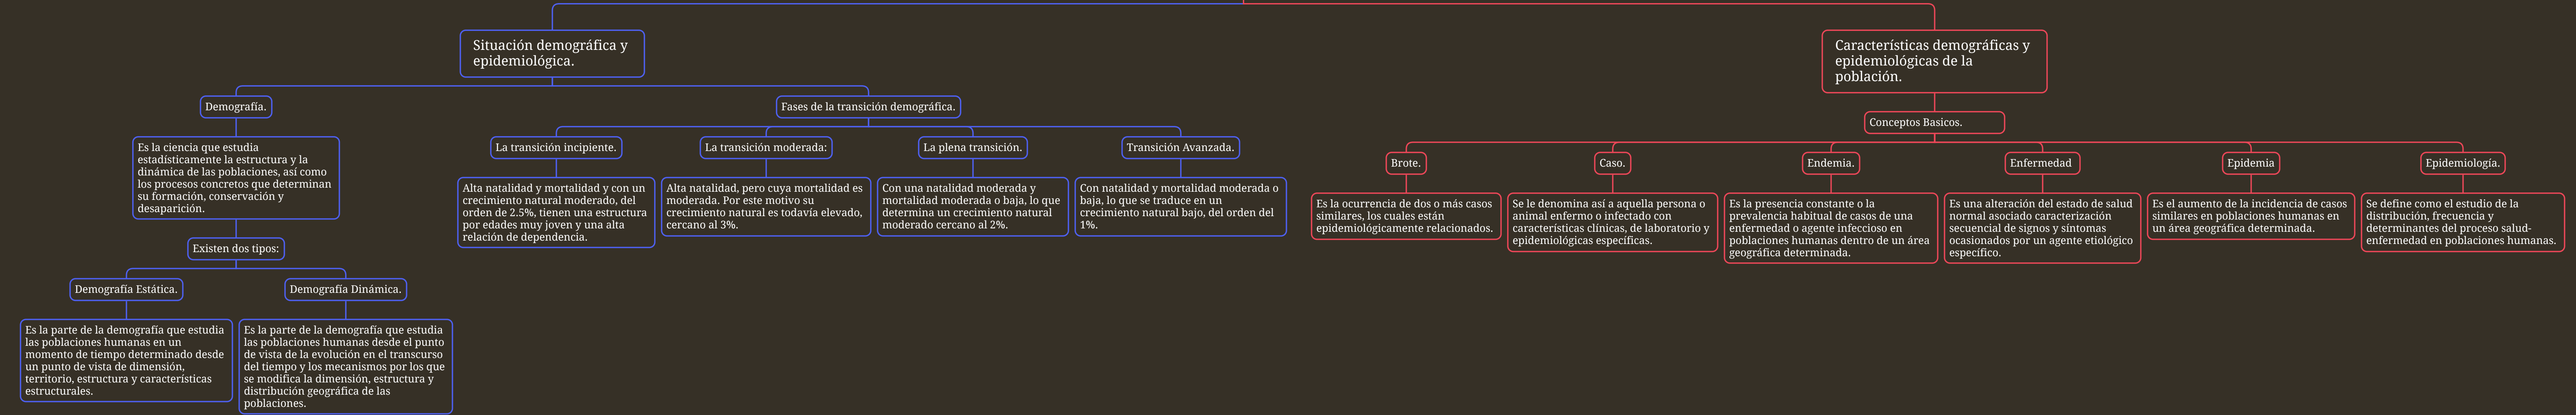 Situación demográfica y
epidemiológica.
Demografía.
Es la ciencia que estudia
estadísticamente la estructura y la
dinámica de las poblaciones, así como
los procesos concretos que determinan
su formación, conservación y
desaparición.
Existen dos tipos:
Demografía Estática.
Es la parte de la demografía que estudia
las poblaciones humanas en un
momento de tiempo determinado desde
un punto de vista de dimensión,
territorio, estructura y características
estructurales.
Demografía Dinámica.
Es la parte de la demografía que estudia
las poblaciones humanas desde el punto
de vista de la evolución en el transcurso
del tiempo y los mecanismos por los que
se modifica la dimensión, estructura y
distribución geográfica de las
poblaciones.
Fases de la transición demográfica.
La transición incipiente.
Alta natalidad y mortalidad y con un
crecimiento natural moderado, del
orden de 2.5%, tienen una estructura
por edades muy joven y una alta
relación de dependencia.
La transición moderada:
Alta natalidad, pero cuya mortalidad es
moderada. Por este motivo su
crecimiento natural es todavía elevado,
cercano al 3%.
La plena transición.
Con una natalidad moderada y
mortalidad moderada o baja, lo que
determina un crecimiento natural
moderado cercano al 2%.
Transición Avanzada.
Con natalidad y mortalidad moderada o
baja, lo que se traduce en un
crecimiento natural bajo, del orden del
1%.
Características demográficas y
epidemiológicas de la
población.
Conceptos Basicos.
Brote.
Es la ocurrencia de dos o más casos
similares, los cuales están
epidemiológicamente relacionados.
Caso.
Se le denomina así a aquella persona o
animal enfermo o infectado con
características clínicas, de laboratorio y
epidemiológicas específicas.
Endemia.
Es la presencia constante o la
prevalencia habitual de casos de una
enfermedad o agente infeccioso en
poblaciones humanas dentro de un área
geográfica determinada.
Enfermedad
Es una alteración del estado de salud
normal asociado caracterización
secuencial de signos y síntomas
ocasionados por un agente etiológico
específico.
Epidemia
Es el aumento de la incidencia de casos
similares en poblaciones humanas en
un área geográfica determinada.
Epidemiología.
Se define como el estudio de la
distribución, frecuencia y
determinantes del proceso salud-
enfermedad en poblaciones humanas.